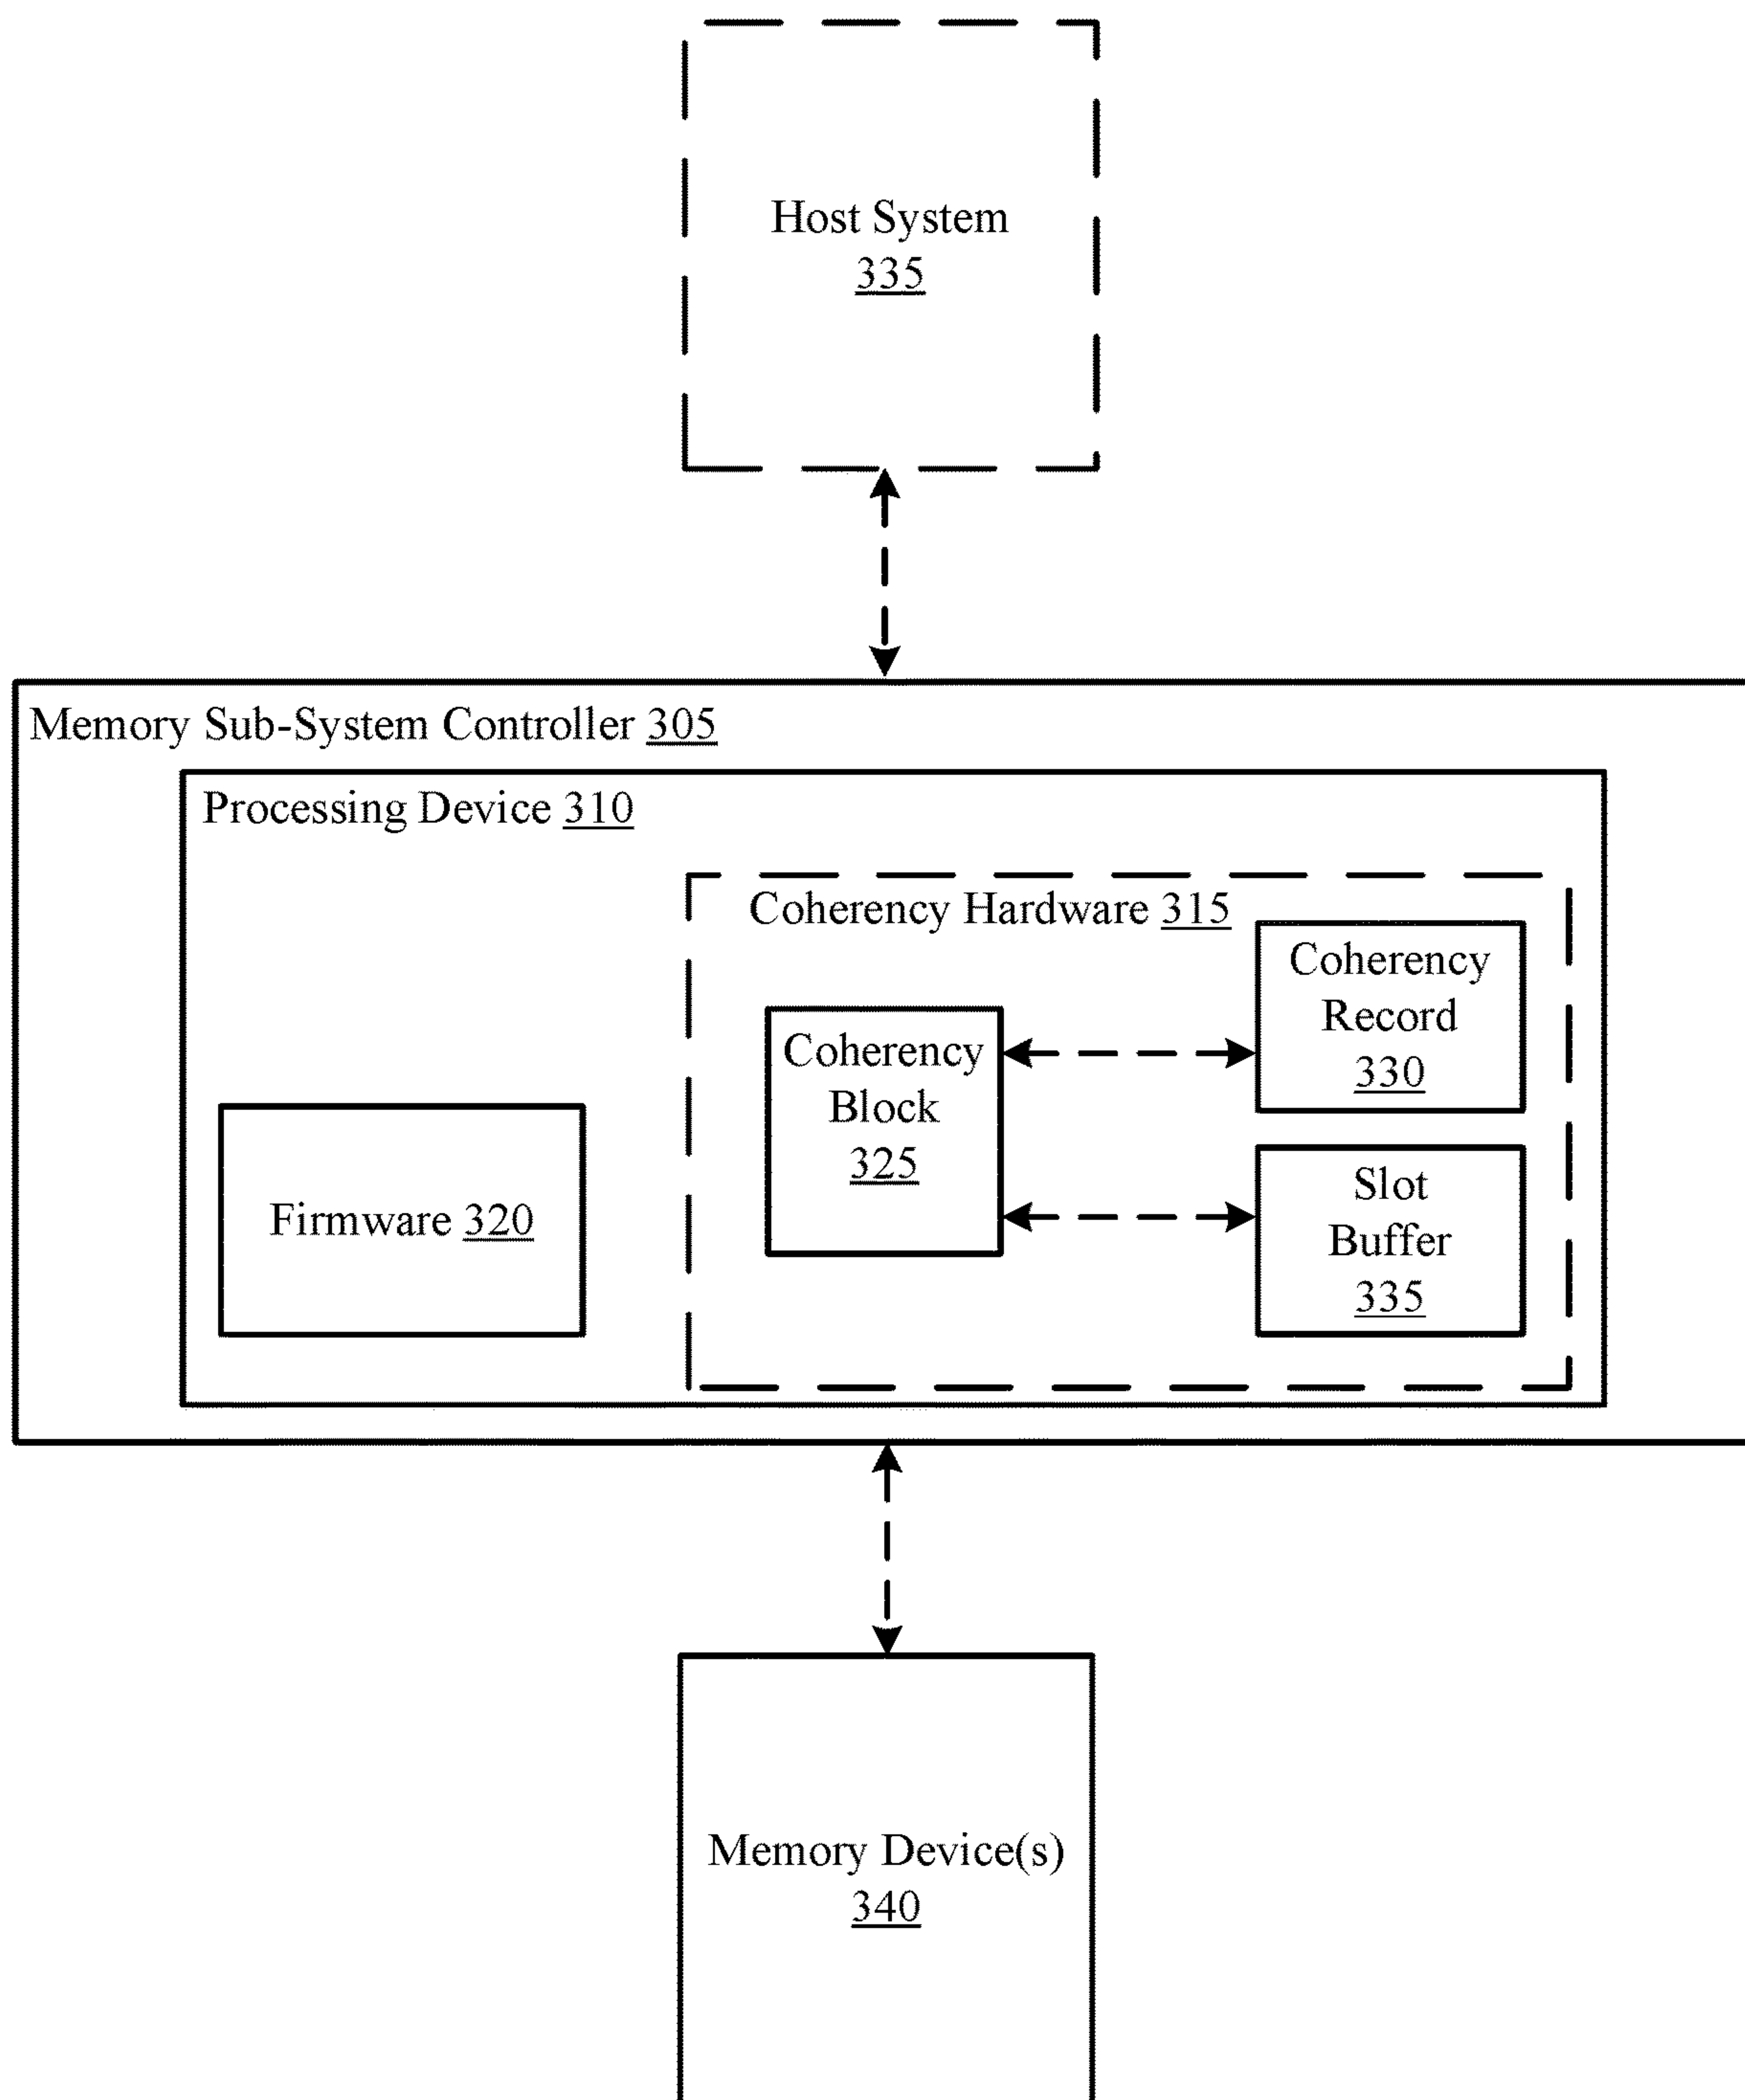 Host System
335
Memory Sub-System Controller 305
Processing Device 310
Coherency Hardware 315
Coherency
Record
330
Coherency
Block
325
Slot
Buffer
335
Firmware 320
Memory Device(s)
340